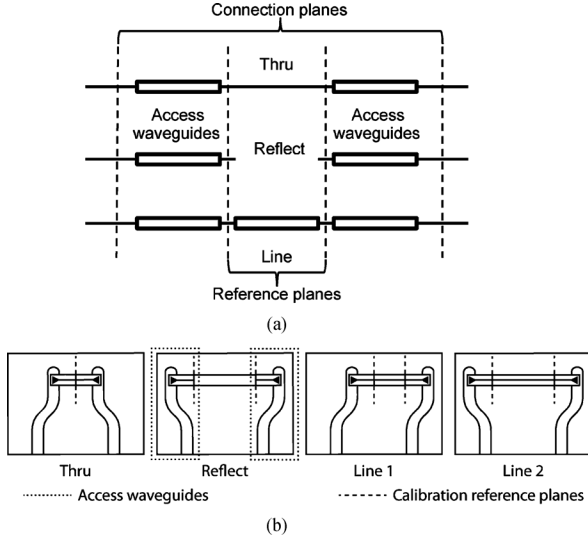 Connection planes
Thru
Access waveguides
Access waveguides
Reflect
Line
Reference planes
(a)
Thru
Reflect
Line 1
Line 2
Access waveguides
Calibration reference planes
(b)